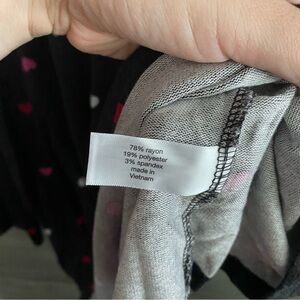 78% rayon
19% polyester
3% spandex
made in
Vietnam